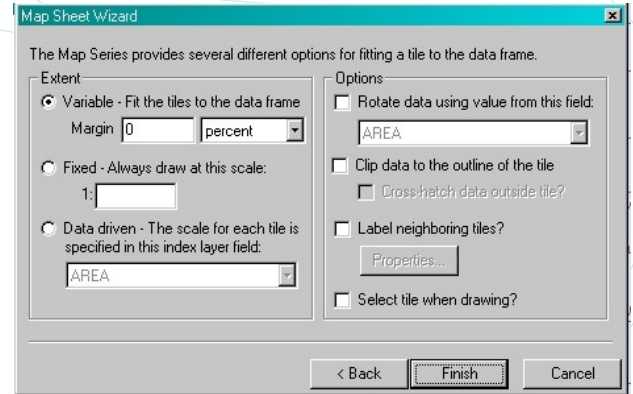 Map Sheet Wizard
The Map Series provides several different options for fitting a tile to the data frame.
Extent
Variable - Fit the tiles to the data frame
Margin 0 percent
Fixed - Always draw at this scale:
1:
Data driven - The scale for each tile is
specified in this index layer field:
AREA
Options
Rotate data using value from this field:
AREA
Clip data to the outline of the tile
Cross-hatch data outside tile?
Label neighboring tiles?
Properties...
Select tile when drawing?
< Back Finish Cancel